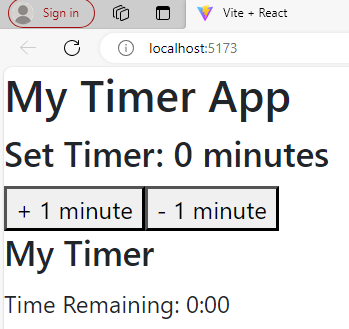 Sign in
Vite + React
localhost:5173
My Timer App
Set Timer: 0 minutes
+ 1 minute - 1 minute
My Timer
Time Remaining: 0:00